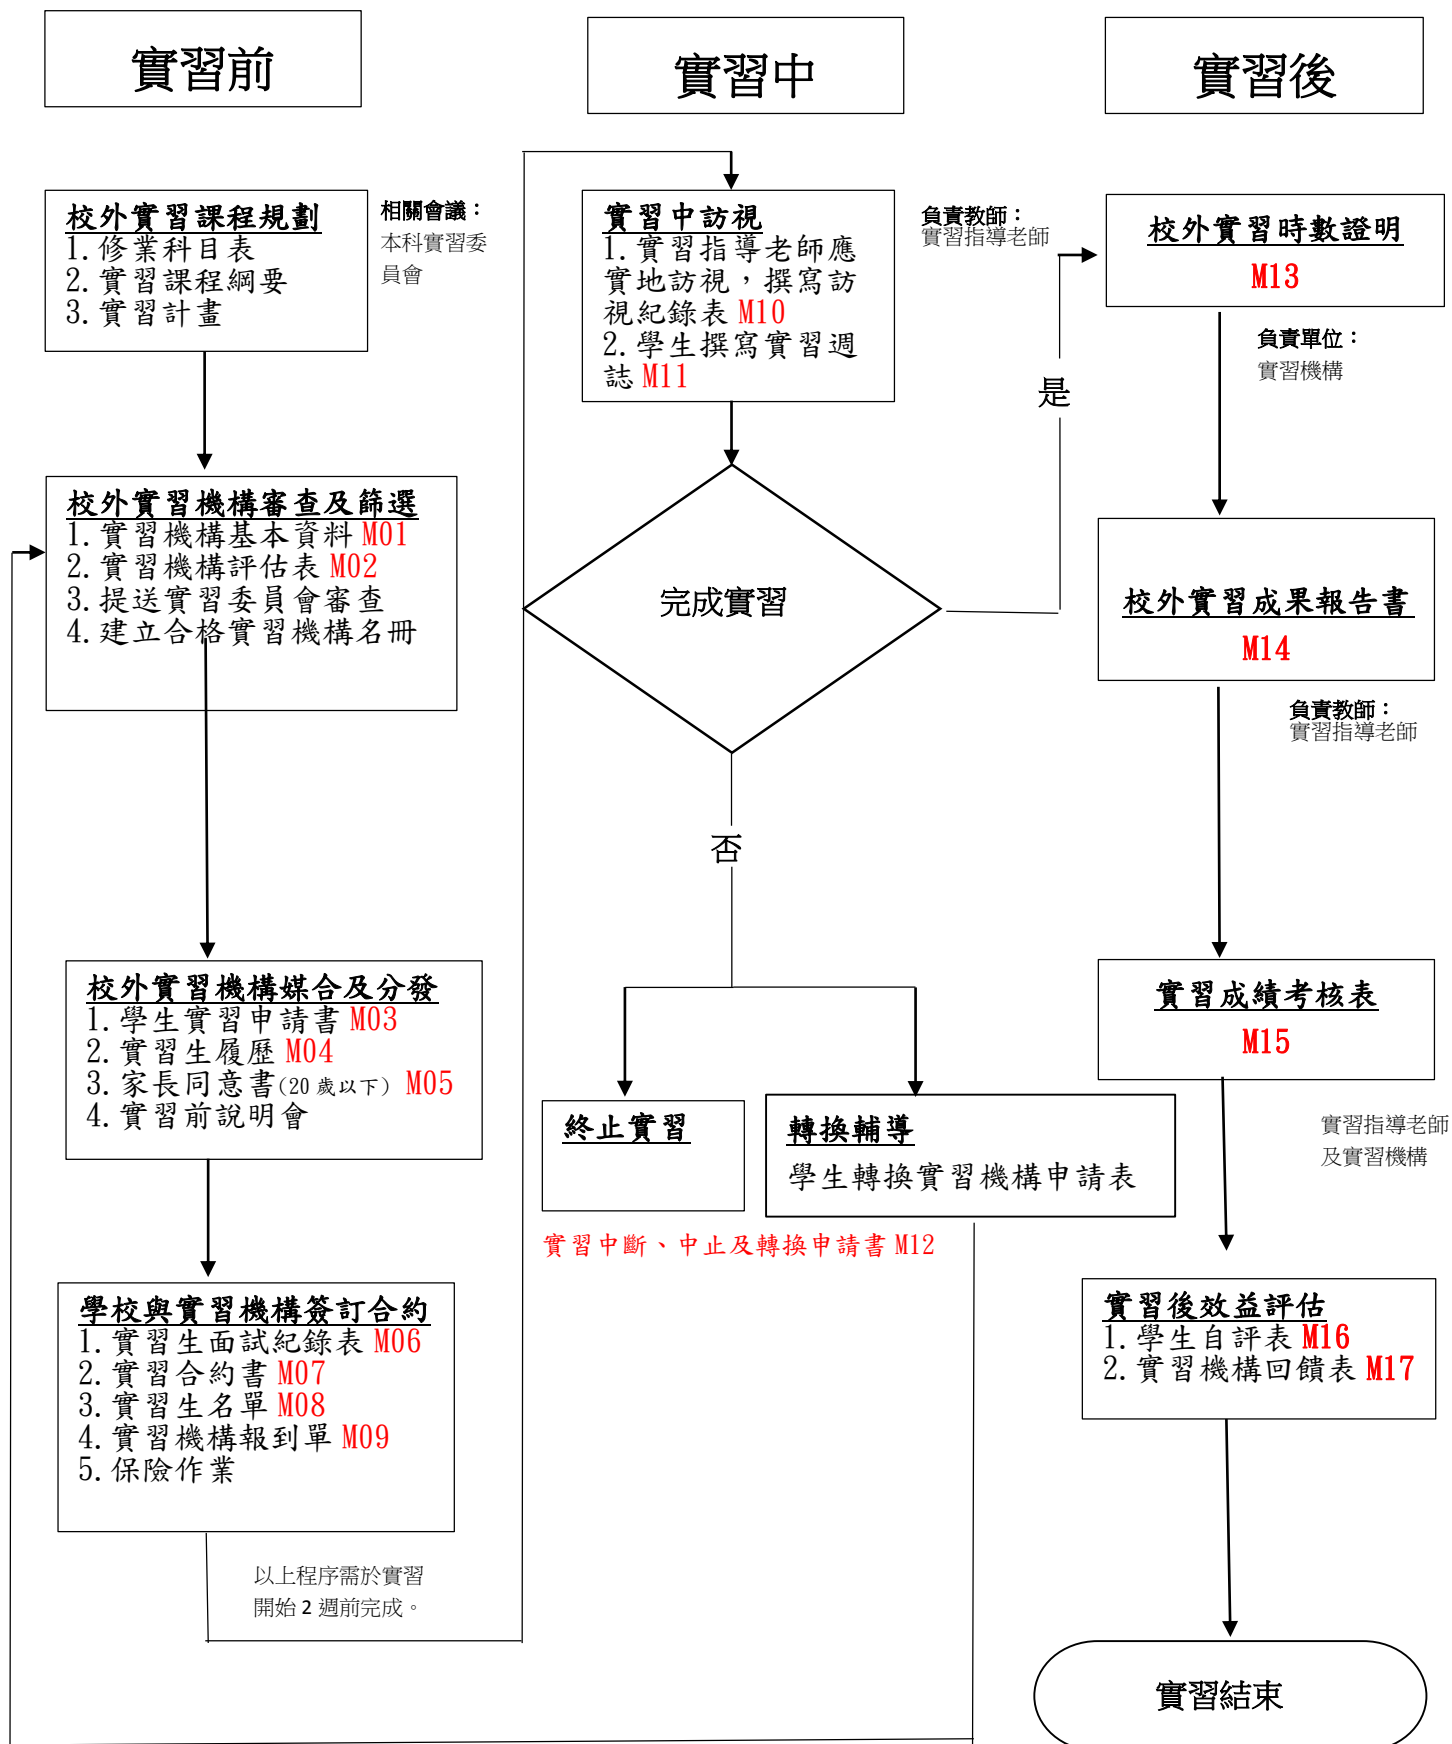 實習前
校外實習課程規劃
1.修業科目表
2.實習課程綱要
3.實習計畫
相關會議：
本科實習委
員會
校外實習機構審查及篩選
1.實習機構基本資料 M01
2.實習機構評估表 M02
3.提送實習委員會審查
4.建立合格實習機構名冊
校外實習機構媒合及分發
1.學生實習申請書 M03
2.實習生履歷 M04
3.家長同意書(20 歲以下) M05
4.實習前說明會
學校與實習機構簽訂合約
1.實習生面試紀錄表 M06
2.實習合約書 M07
3.實習生名單 M08
4.實習機構報到單 M09
5.保險作業
以上程序需於實習
開始 2 週前完成。
實習中
實習中訪視
1.實習指導老師應
實地訪視，撰寫訪
視紀錄表 M10
2.學生撰寫實習週
誌 M11
負責教師：
實習指導老師
完成實習
是
否
終止實習
轉換輔導
學生轉換實習機構申請表
實習中斷、中止及轉換申請書 M12
實習後
校外實習時數證明
M13
負責單位：
實習機構
校外實習成果報告書
M14
負責教師：
實習指導老師
實習成績考核表
M15
實習指導老師
及實習機構
實習後效益評估
1.學生自評表 M16
2.實習機構回饋表 M17
實習結束